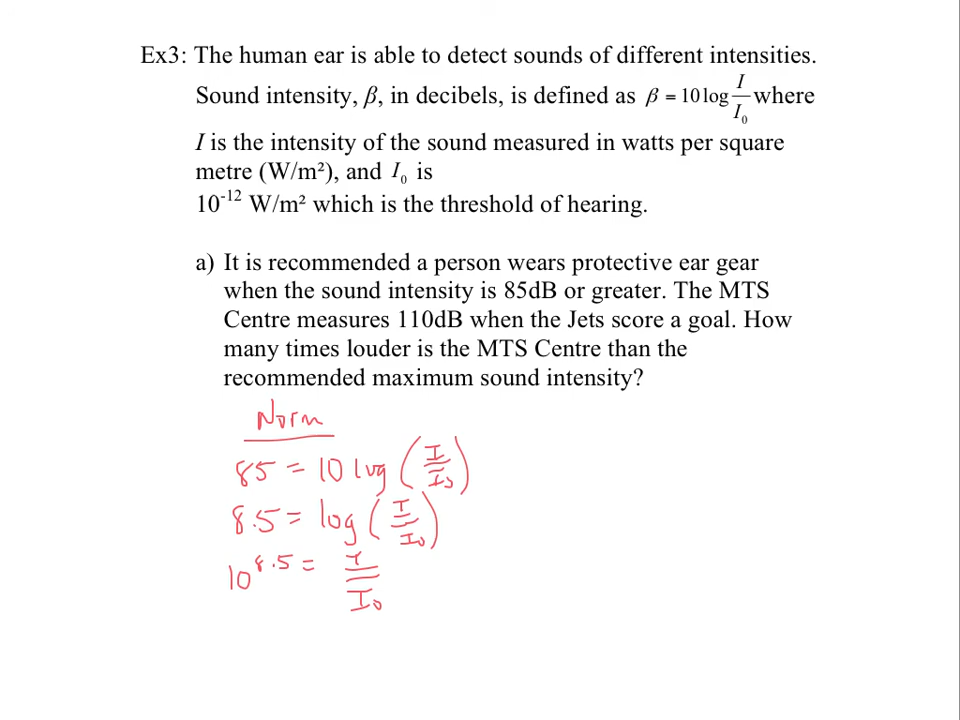 Ex3: The human ear is able to detect sounds of different intensities.
Sound intensity, β, in decibels, is defined as β = 10 log I/I₀ where
I is the intensity of the sound measured in watts per square
metre (W/m²), and I₀ is
10⁻¹² W/m² which is the threshold of hearing.
a) It is recommended a person wears protective ear gear
when the sound intensity is 85dB or greater. The MTS
Centre measures 110dB when the Jets score a goal. How
many times louder is the MTS Centre than the
recommended maximum sound intensity?
Norm
85 = 10 log (I/I₀)
8.5 = log (I/I₀)
10^8.5 = I/I₀